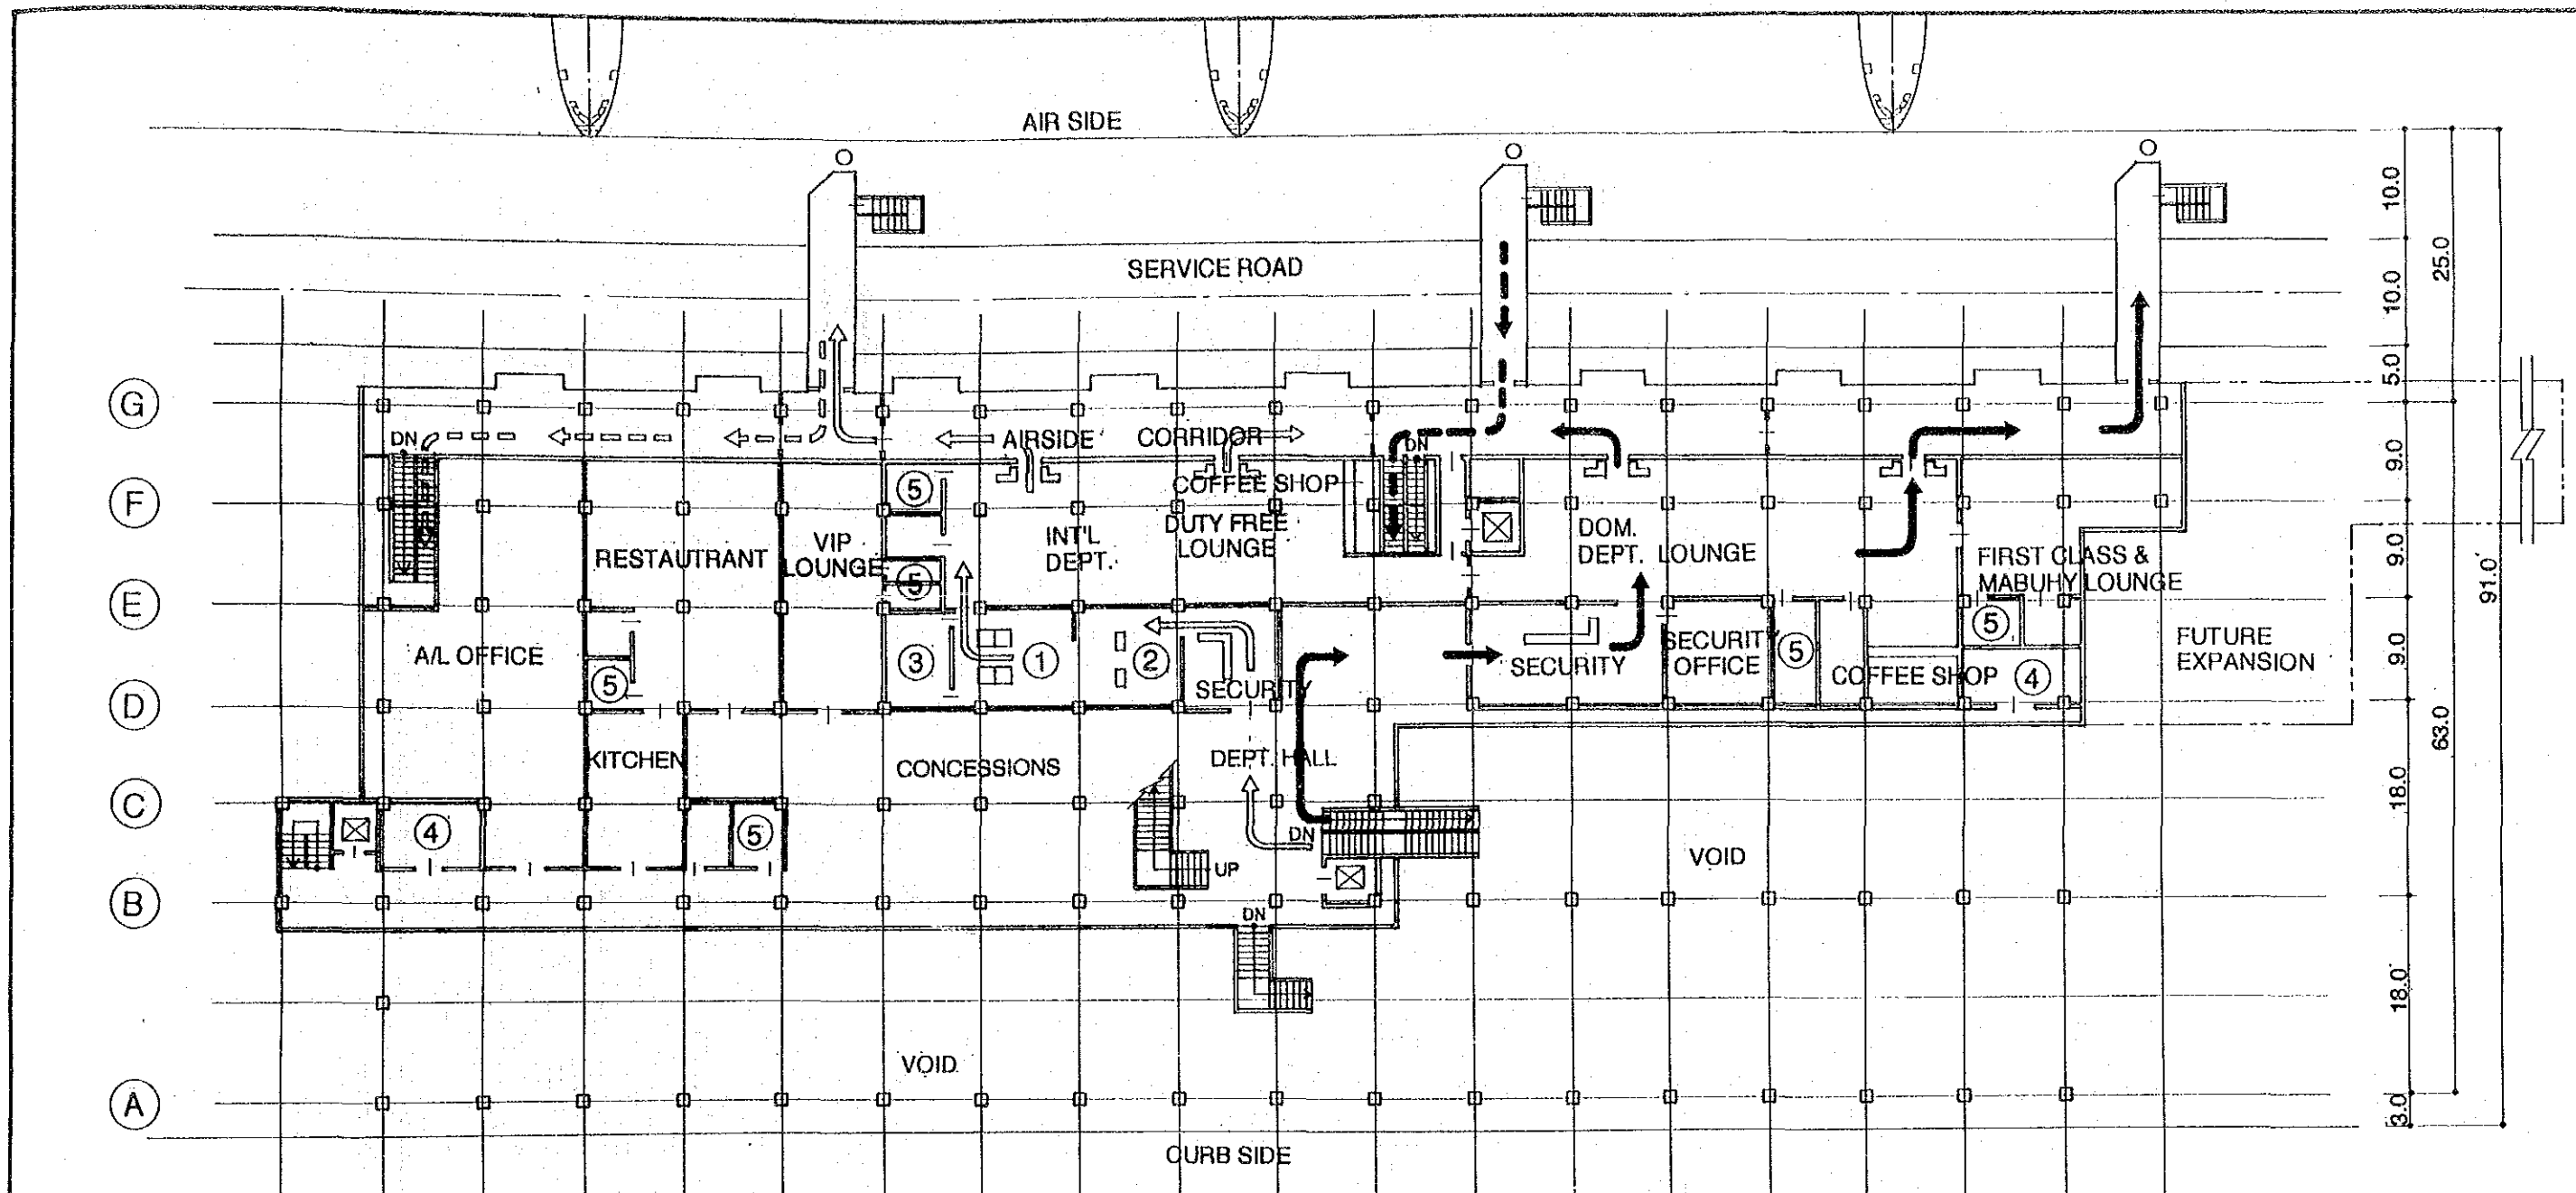 AIR SIDE
SERVICE ROAD
10.0
10.0
25.0
5.0
G
DN
AIRSIDE CORRIDOR
DN
9.0
F
5
COFFEE SHOP
INT'L
DEPT.
DUTY FREE
LOUNGE
RESTAUTRANT
VIP
LOUNGE
5
DOM.
DEPT. LOUNGE
FIRST CLASS &
MABUHY LOUNGE
9.0
91.0
E
A/L OFFICE
5
3
1
2
SECURITY
SECURITY
SECURITY
OFFICE
5
COFFEE SHOP
5
4
FUTURE
EXPANSION
9.0
D
63.0
KITCHEN
CONCESSIONS
DEPT. HALL
C
4
5
DN
UP
VOID
18.0
B
DN
18.0
VOID
A
3.0
CURB SIDE